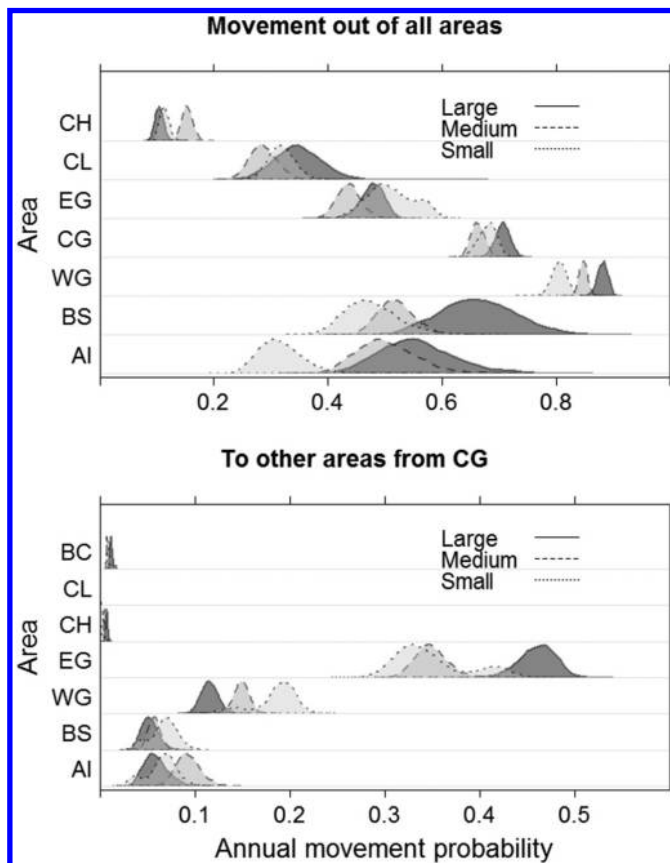 Movement out of all areas
Large
Medium
Small
CH
CL
EG
CG
WG
BS
AI
Area
0.2 0.4 0.6 0.8
To other areas from CG
Large
Medium
Small
BC
CL
CH
EG
WG
BS
AI
Area
0.1 0.2 0.3 0.4 0.5
Annual movement probability